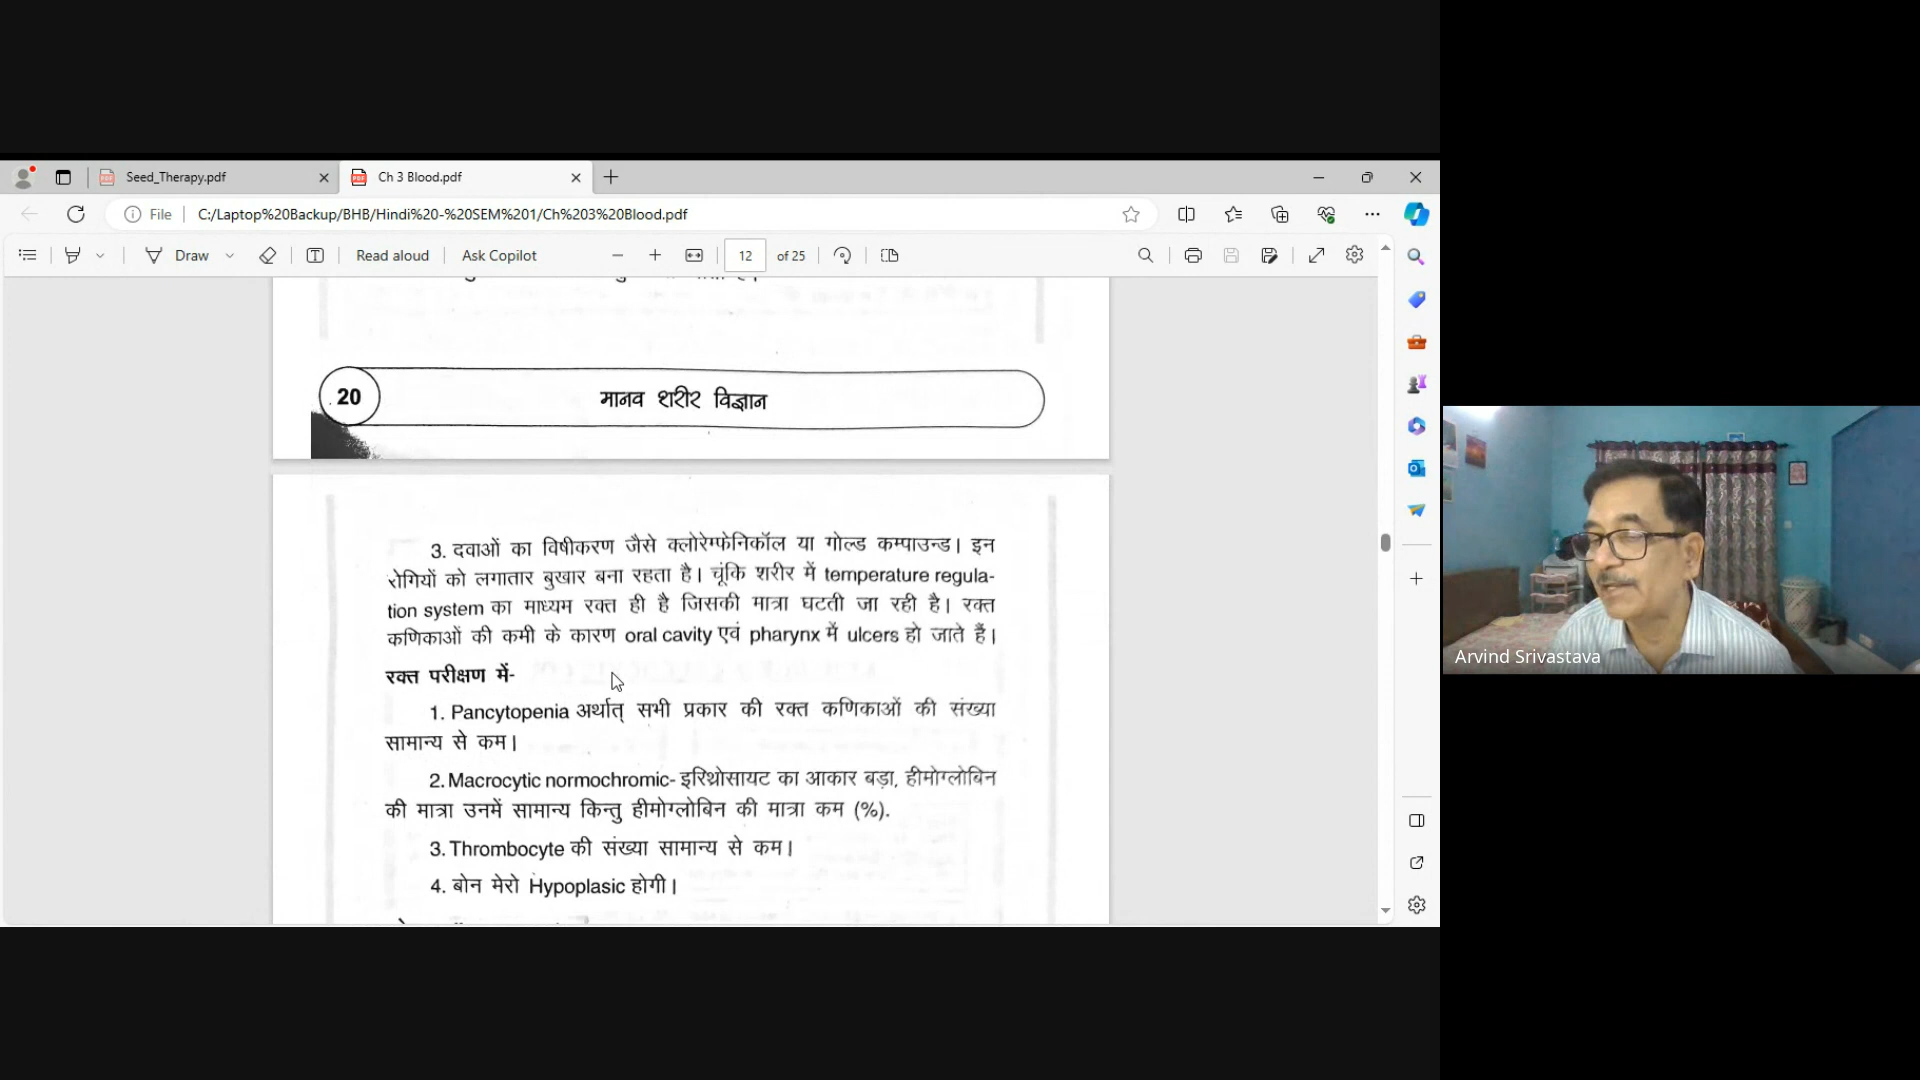 Seed_Therapy.pdf
Ch 3 Blood.pdf
File
C:/Laptop%20Backup/BHB/Hindi%20-%20SEM%201/Ch%203%20Blood.pdf
Draw
Read aloud
Ask Copilot
12 of 25
20
मानव शरीर विज्ञान
3. दवाओं का विषीकरण जैसे क्लोरेम्फेनिकॉल या गोल्ड कम्पाउन्ड। इन
रोगियों को लगातार बुखार बना रहता है। चूंकि शरीर में temperature regula-
tion system का माध्यम रक्त ही है जिसकी मात्रा घटती जा रही है। रक्त
कणिकाओं की कमी के कारण oral cavity एवं pharynx में ulcers हो जाते हैं।
रक्त परीक्षण में-
1. Pancytopenia अर्थात् सभी प्रकार की रक्त कणिकाओं की संख्या
सामान्य से कम।
2. Macrocytic normochromic- इरिथ्रोसायट का आकार बड़ा, हीमोग्लोबिन
की मात्रा उनमें सामान्य किन्तु हीमोग्लोबिन की मात्रा कम (%).
3. Thrombocyte की संख्या सामान्य से कम।
4. बोन मेरो Hypoplasic होगी।
Arvind Srivastava